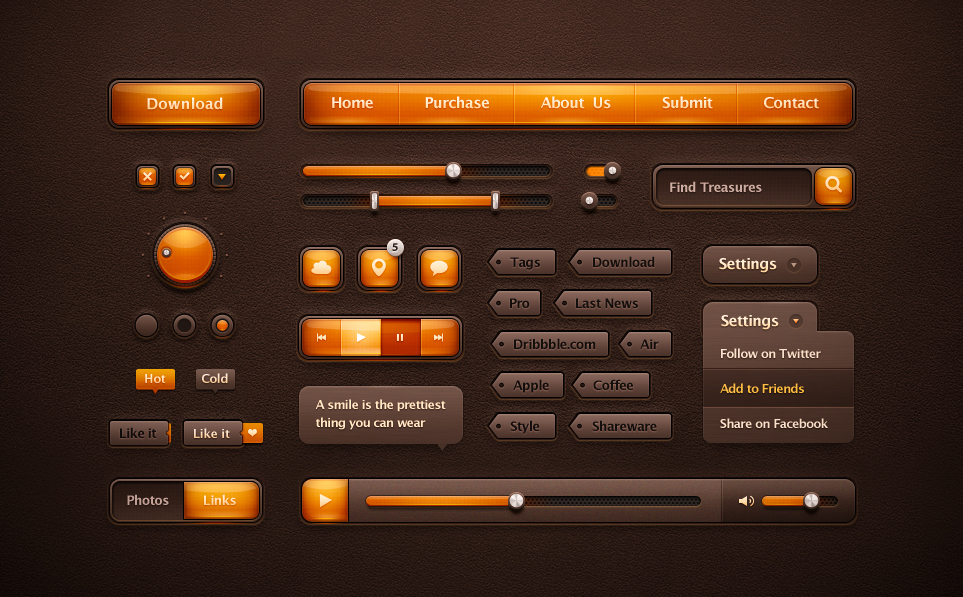 Download
Home Purchase About Us Submit Contact
Find Treasures
5
Tags Download
Settings
Pro Last News
Settings
Dribbble.com Air
Follow on Twitter
Hot Cold
Apple Coffee
Add to Friends
A smile is the prettiest
thing you can wear
Like it Like it
Style Shareware
Share on Facebook
Photos Links